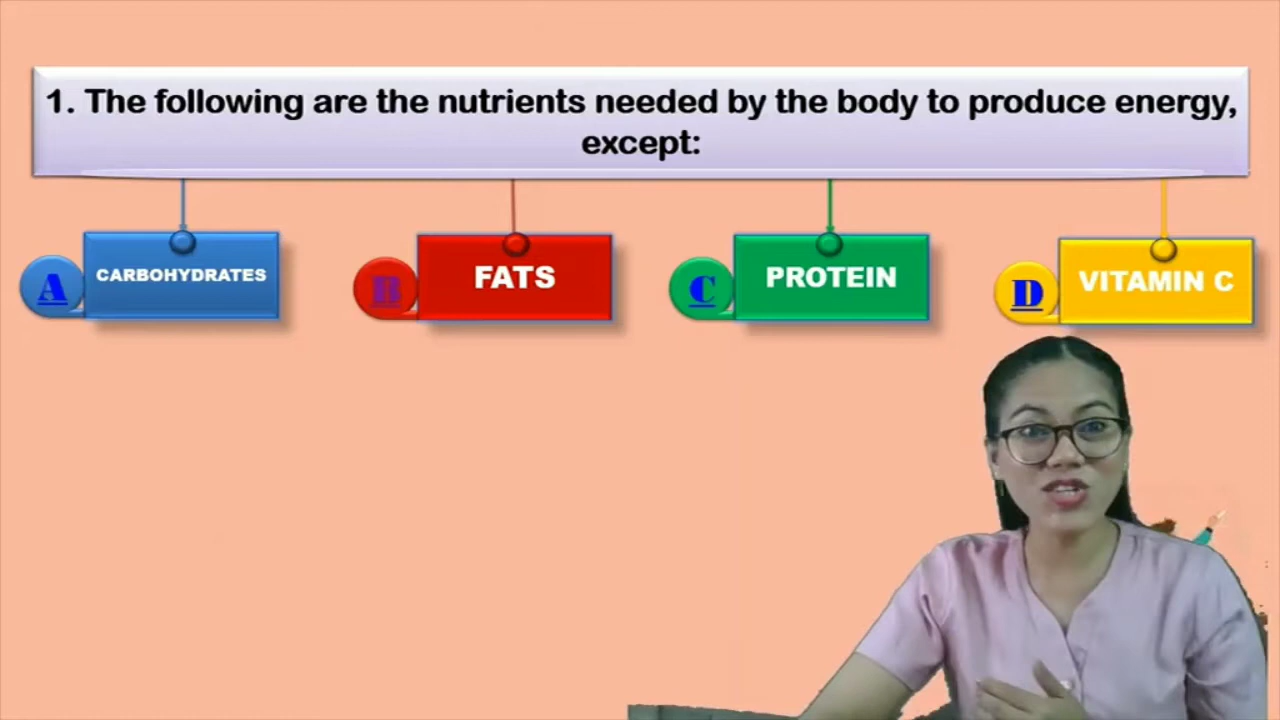 1. The following are the nutrients needed by the body to produce energy,
except:
A CARBOHYDRATES
B FATS
C PROTEIN
D VITAMIN C